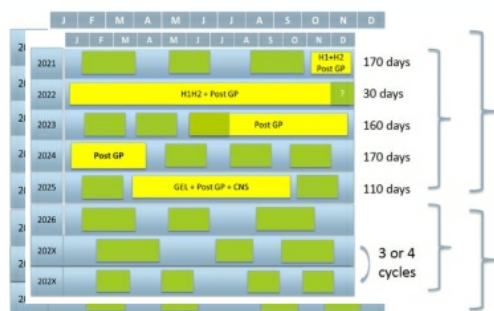 J F M A M J J A S O N D
J F M A M J J A S O N D
2021 H1+H2 Post GP 170 days
2022 H1H2 + Post GP ? 30 days
2023 Post GP 160 days
2024 Post GP 170 days
2025 GEL + Post GP + CNS 110 days
2026
202X 3 or 4
202X cycles